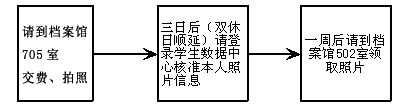 请到档案馆
705 室
交费、拍照
三日后（双休
日顺延）请登
录学生数据中
心核准本人照
片信息
一周后请到档
案馆502室领
取照片